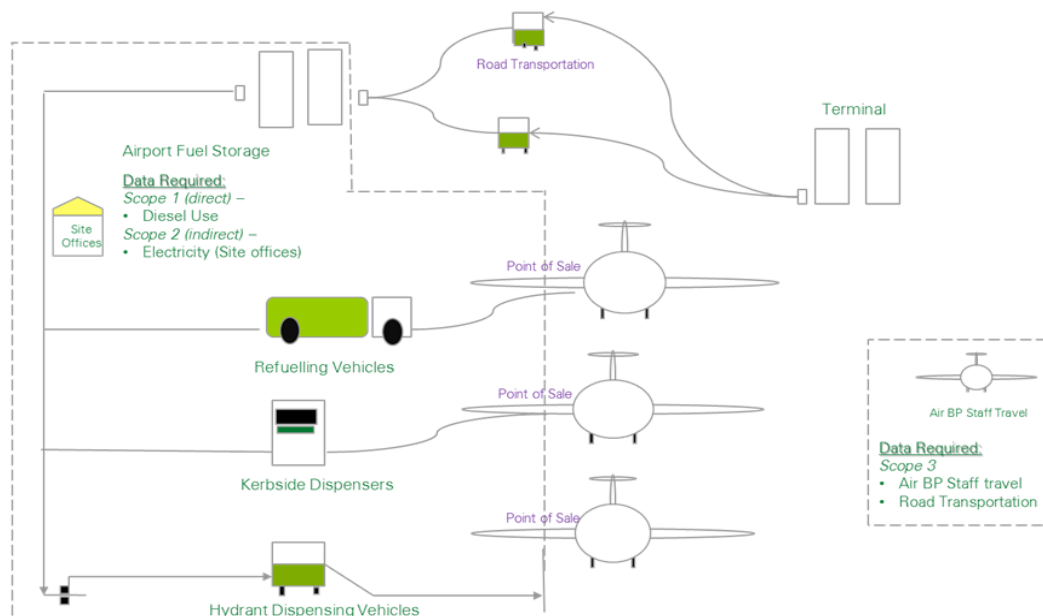 Road Transportation
Terminal
Airport Fuel Storage
Data Required:
Scope 1 (direct) –
• Diesel Use
Scope 2 (indirect) –
• Electricity (Site offices)
Site
Offices
Point of Sale
Refuelling Vehicles
Point of Sale
Kerbside Dispensers
Point of Sale
Hydrant Dispensing Vehicles
Air BP Staff Travel
Data Required:
Scope 3
• Air BP Staff travel
• Road Transportation